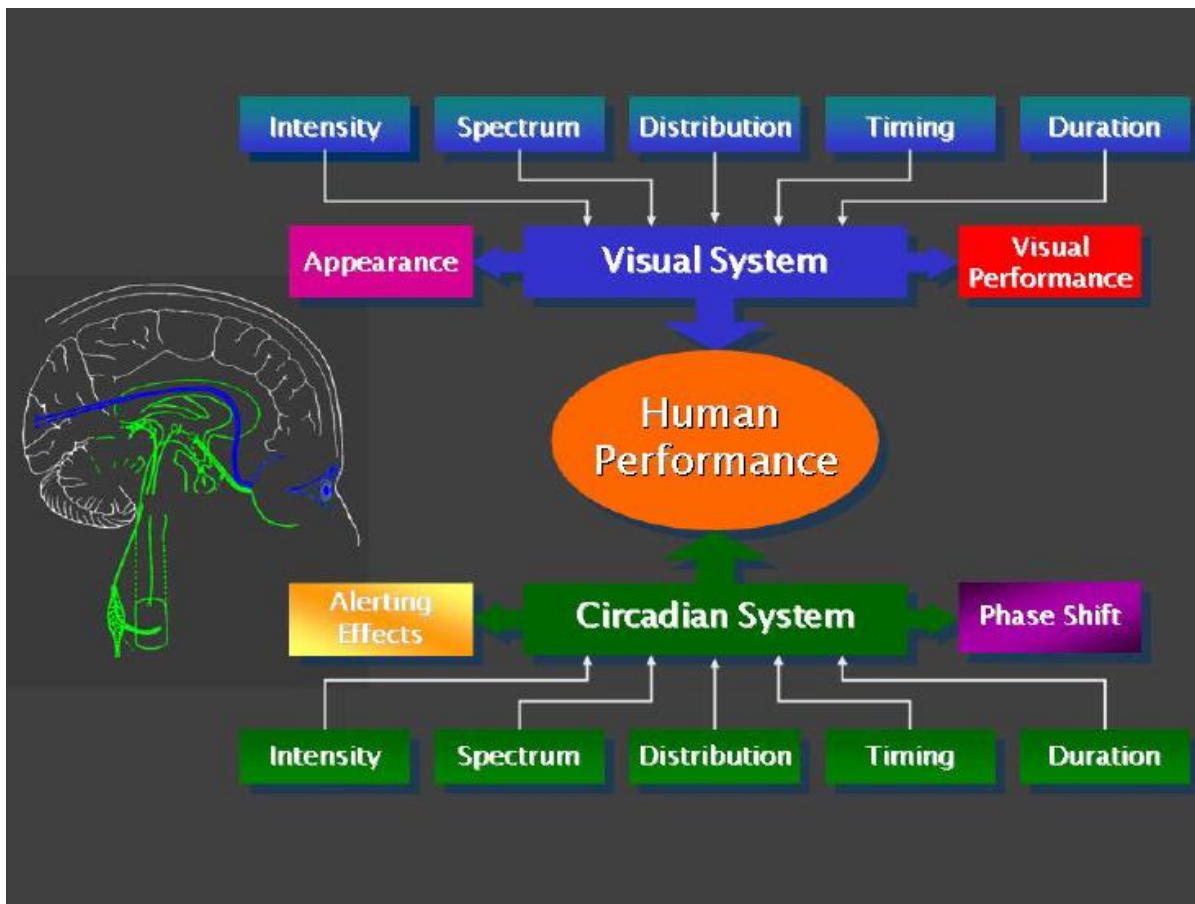 Intensity
Spectrum
Distribution
Timing
Duration
Appearance
Visual System
Visual
Performance
Human
Performance
Alerting
Effects
Circadian System
Phase Shift
Intensity
Spectrum
Distribution
Timing
Duration